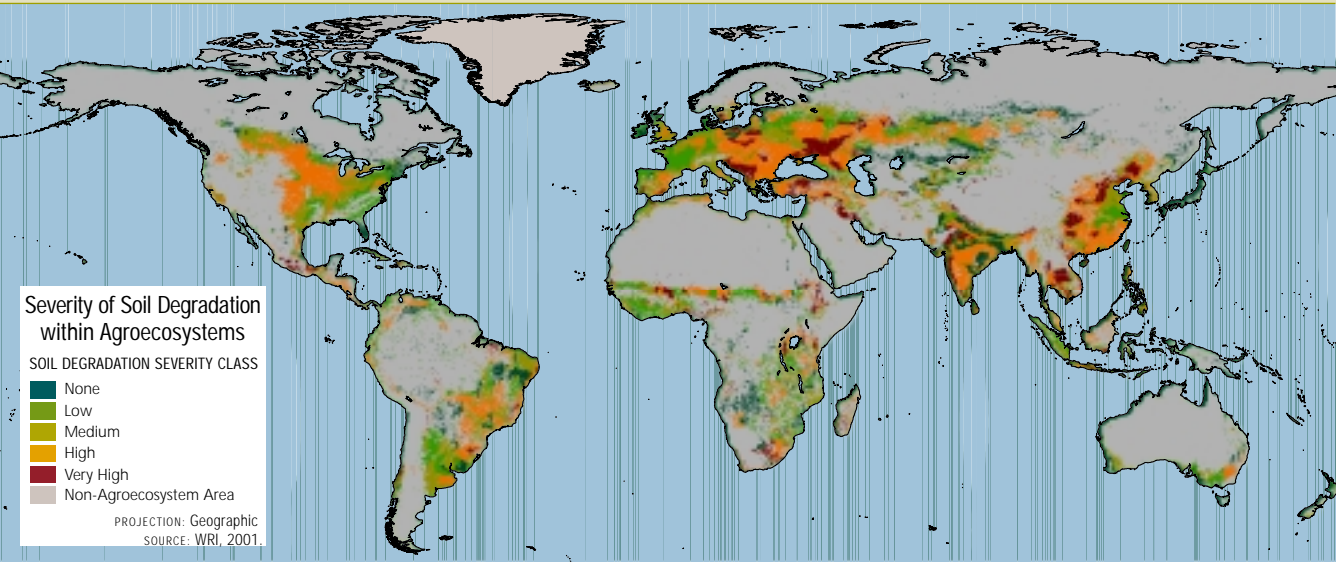 Severity of Soil Degradation
within Agroecosystems
SOIL DEGRADATION SEVERITY CLASS
None
Low
Medium
High
Very High
Non-Agroecosystem Area
PROJECTION: Geographic
SOURCE: WRI, 2001.